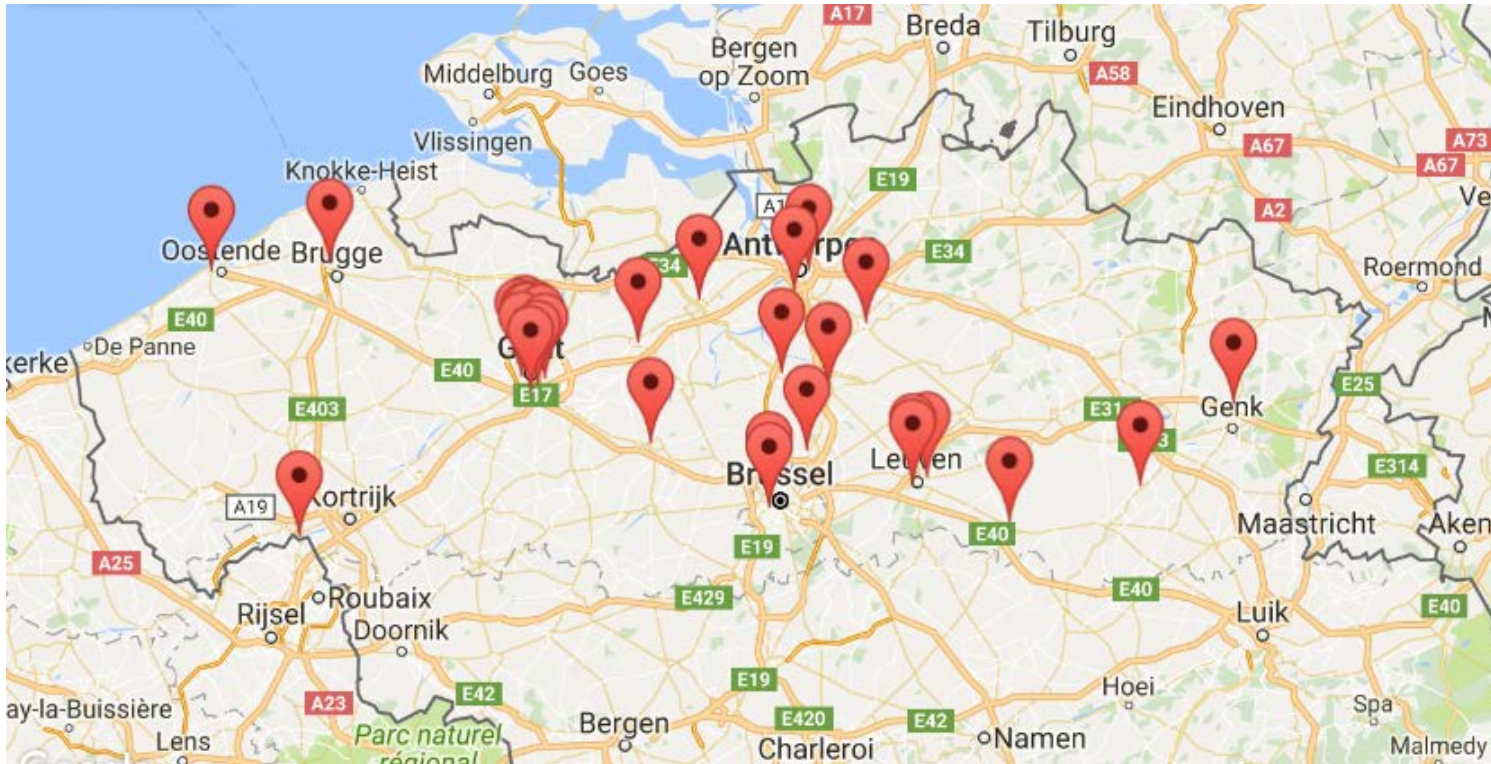 A17
Breda
Tilburg
Bergen
op Zoom
Middelburg
Goes
A58
Eindhoven
Vlissingen
A67
A73
A67
Knokke-Heist
E19
A2
Oostende
Brugge
Antwerpe
E34
E34
Roermond
E40
De Panne
kerke
E40
E17
E25
E403
E31
Genk
3
Leuven
Brussel
E314
A19
Kortrijk
Maastricht
Aken
E40
E19
A25
E429
E40
E40
Roubaix
Rijsel
Doornik
Luik
E19
E42
Hoei
A23
ay-la-Buissière
Spa
Parc naturel
régional
Bergen
E420
E42
Namen
Lens
Charleroi
Malmedy